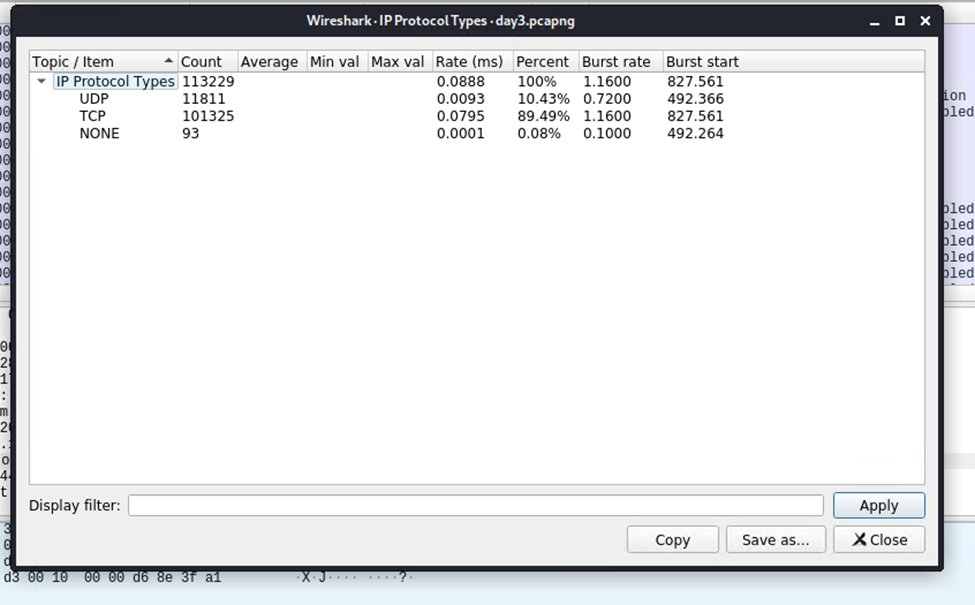 Wireshark · IP Protocol Types · day3.pcapng
Topic / Item Count Average Min val Max val Rate (ms) Percent Burst rate Burst start
IP Protocol Types 113229 0.0888 100% 1.1600 827.561
UDP 11811 0.0093 10.43% 0.7200 492.366
TCP 101325 0.0795 89.49% 1.1600 827.561
NONE 93 0.0001 0.08% 0.1000 492.264
Display filter: Apply
Copy Save as... Close
d3 00 10 00 00 d6 8e 3f a1 ·X·J···· ····?·